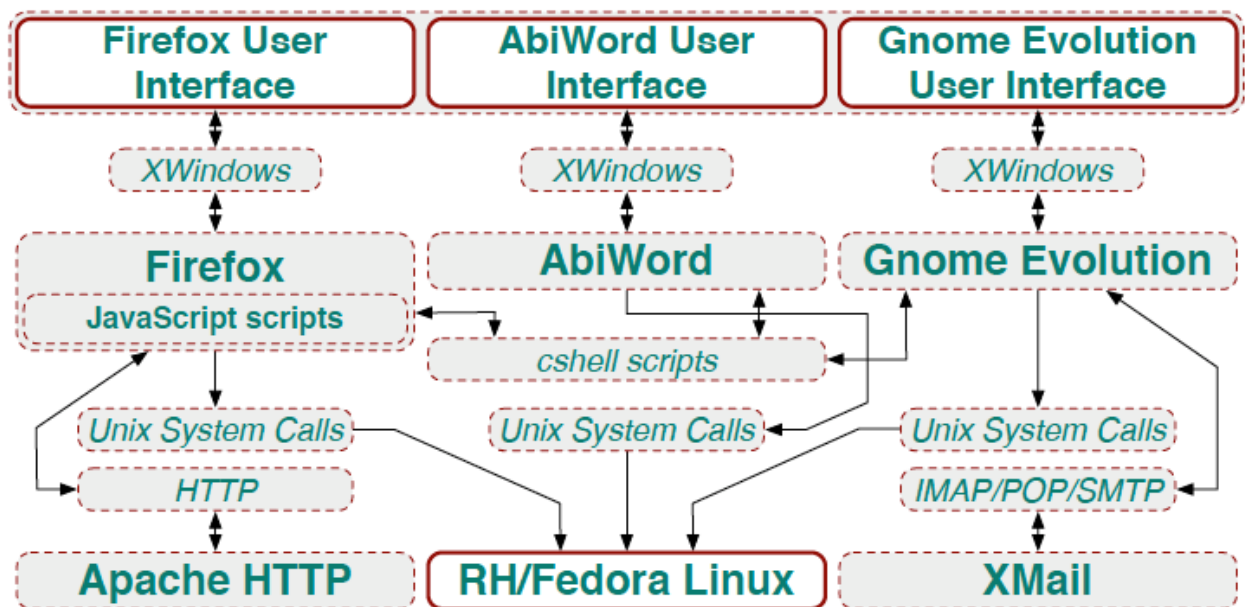 Firefox User
Interface
AbiWord User
Interface
Gnome Evolution
User Interface
XWindows
XWindows
XWindows
Firefox
JavaScript scripts
AbiWord
Gnome Evolution
cshell scripts
Unix System Calls
Unix System Calls
Unix System Calls
HTTP
IMAP/POP/SMTP
Apache HTTP
RH/Fedora Linux
XMail